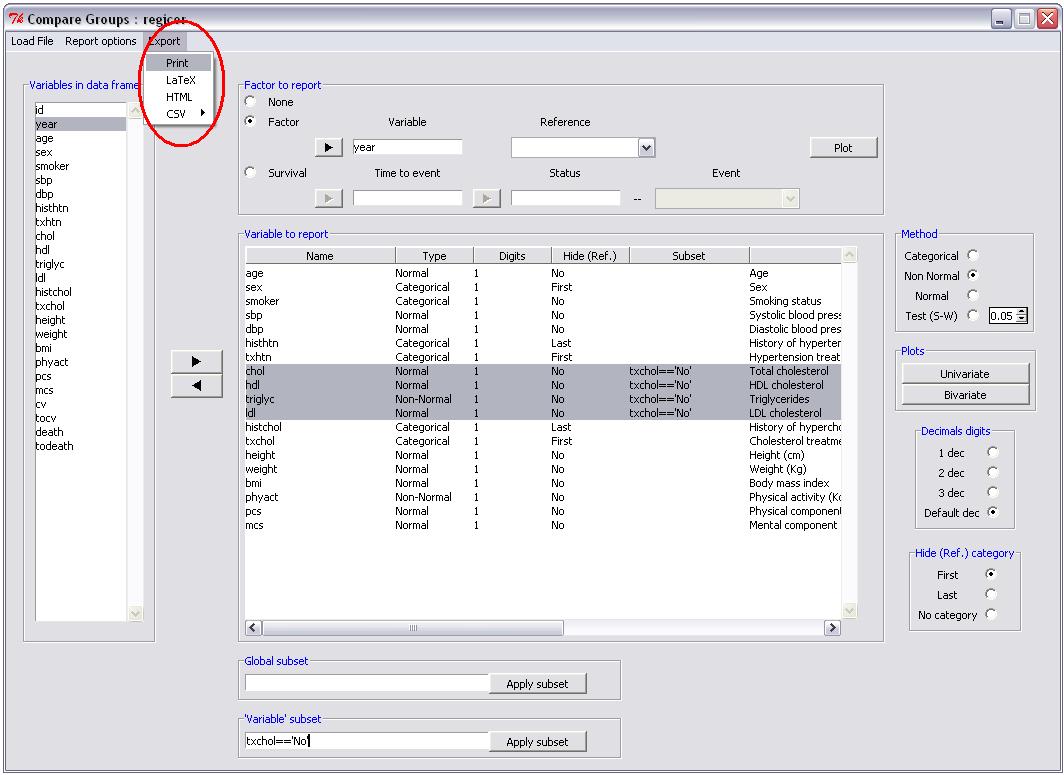 Compare Groups : regicor
Load File Report options Export
Print
LaTeX
HTML
CSV
Variables in data frame
id
year
age
sex
smoker
sbp
dbp
histhtn
txhtn
chol
hdl
triglyc
ldl
histchol
txchol
height
weight
bmi
phyact
pcs
mcs
cv
tocv
death
todeath
Factor to report
None
Factor Variable Reference
year Plot
Survival Time to event Status Event
--
Variable to report
Name Type Digits Hide (Ref.) Subset
age Normal 1 No Age
sex Categorical 1 First Sex
smoker Categorical 1 No Smoking status
sbp Normal 1 No Systolic blood press
dbp Normal 1 No Diastolic blood pres
histhtn Categorical 1 Last History of hyperten
txhtn Categorical 1 First Hypertension treat
chol Normal 1 No txchol=='No' Total cholesterol
hdl Normal 1 No txchol=='No' HDL cholesterol
triglyc Non-Normal 1 No txchol=='No' Triglycerides
ldl Normal 1 No txchol=='No' LDL cholesterol
histchol Categorical 1 Last History of hypercho
txchol Categorical 1 First Cholesterol treatme
height Normal 1 No Height (cm)
weight Normal 1 No Weight (Kg)
bmi Normal 1 No Body mass index
phyact Non-Normal 1 No Physical activity (Kc
pcs Normal 1 No Physical component
mcs Normal 1 No Mental component
Method
Categorical
Non Normal
Normal
Test (S-W) 0.05
Plots
Univariate
Bivariate
Decimals digits
1 dec
2 dec
3 dec
Default dec
Hide (Ref.) category
First
Last
No category
Global subset
Apply subset
'Variable' subset
txchol=='No' Apply subset